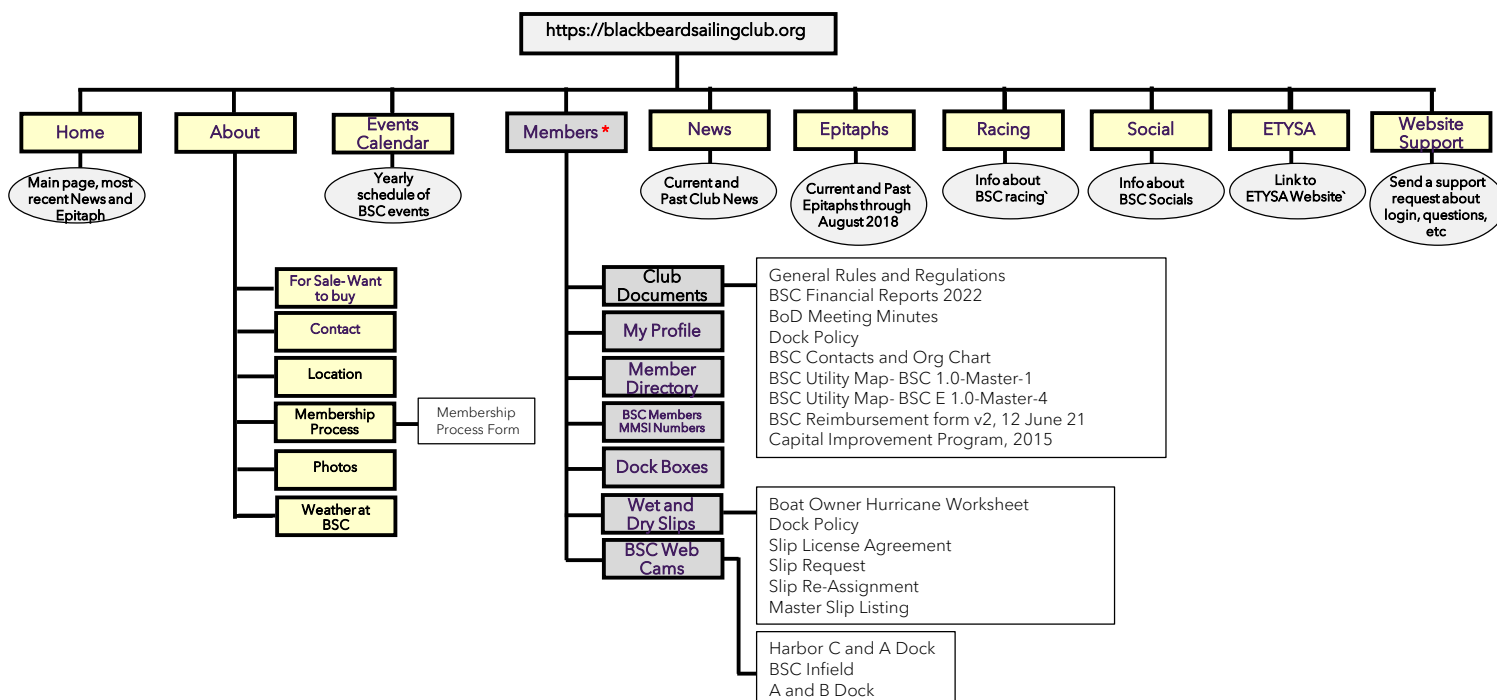 https://blackbeardsailingclub.org
Home
About
Events
Calendar
Members *
News
Epitaphs
Racing
Social
ETYSA
Website
Support
Main page, most
recent News and
Epitaph
Yearly
schedule of
BSC events
Current and
Past Club News
Current and Past
Epitaphs through
August 2018
Info about
BSC racing`
Info about
BSC Socials
Link to
ETYSA Website`
Send a support
request about
login, questions,
etc
For Sale-Want
to buy
Contact
Location
Membership
Process
Membership
Process Form
Photos
Weather at
BSC
Club
Documents
My Profile
Member
Directory
BSC Members
MMSI Numbers
Dock Boxes
Wet and
Dry Slips
BSC Web
Cams
General Rules and Regulations
BSC Financial Reports 2022
BoD Meeting Minutes
Dock Policy
BSC Contacts and Org Chart
BSC Utility Map- BSC 1.0-Master-1
BSC Utility Map- BSC E 1.0-Master-4
BSC Reimbursement form v2, 12 June 21
Capital Improvement Program, 2015
Boat Owner Hurricane Worksheet
Dock Policy
Slip License Agreement
Slip Request
Slip Re-Assignment
Master Slip Listing
Harbor C and A Dock
BSC Infield
A and B Dock